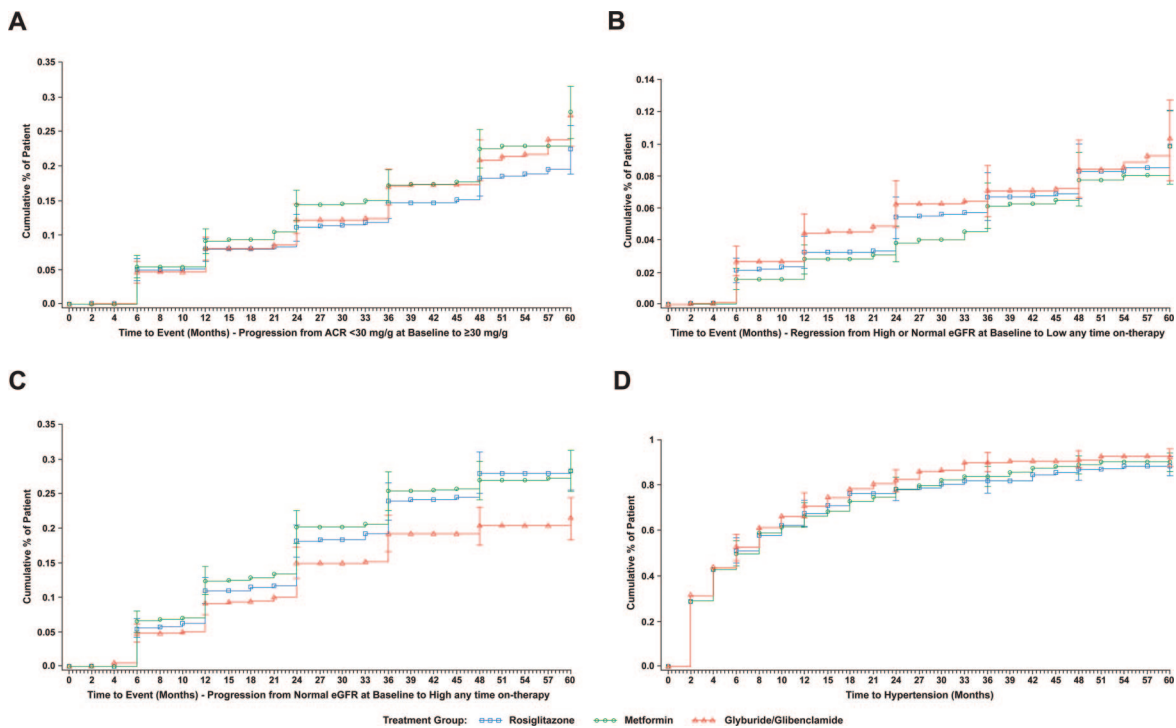 A
0.35
0.3
0.25
0.2
0.15
0.1
0.05
0.0
Cumulative % of Patient
0 2 4 6 8 10 12 15 18 21 24 27 30 33 36 39 42 45 48 51 54 57 60
Time to Event (Months) - Progression from ACR <30 mg/g at Baseline to ≥30 mg/g
B
0.14
0.12
0.1
0.08
0.06
0.04
0.02
0.00
Cumulative % of Patient
0 2 4 6 8 10 12 15 18 21 24 27 30 33 36 39 42 45 48 51 54 57 60
Time to Event (Months) - Regression from High or Normal eGFR at Baseline to Low any time on-therapy
C
0.35
0.3
0.25
0.2
0.15
0.1
0.05
0.0
Cumulative % of Patient
0 2 4 6 8 10 12 15 18 21 24 27 30 33 36 39 42 45 48 51 54 57 60
Time to Event (Months) - Progression from Normal eGFR at Baseline to High any time on-therapy
D
1
0.8
0.6
0.4
0.2
0.0
Cumulative % of Patient
0 2 4 6 8 10 12 15 18 21 24 27 30 33 36 39 42 45 48 51 54 57 60
Time to Hypertension (Months)
Treatment Group: Rosiglitazone Metformin Glyburide/Glibenclamide